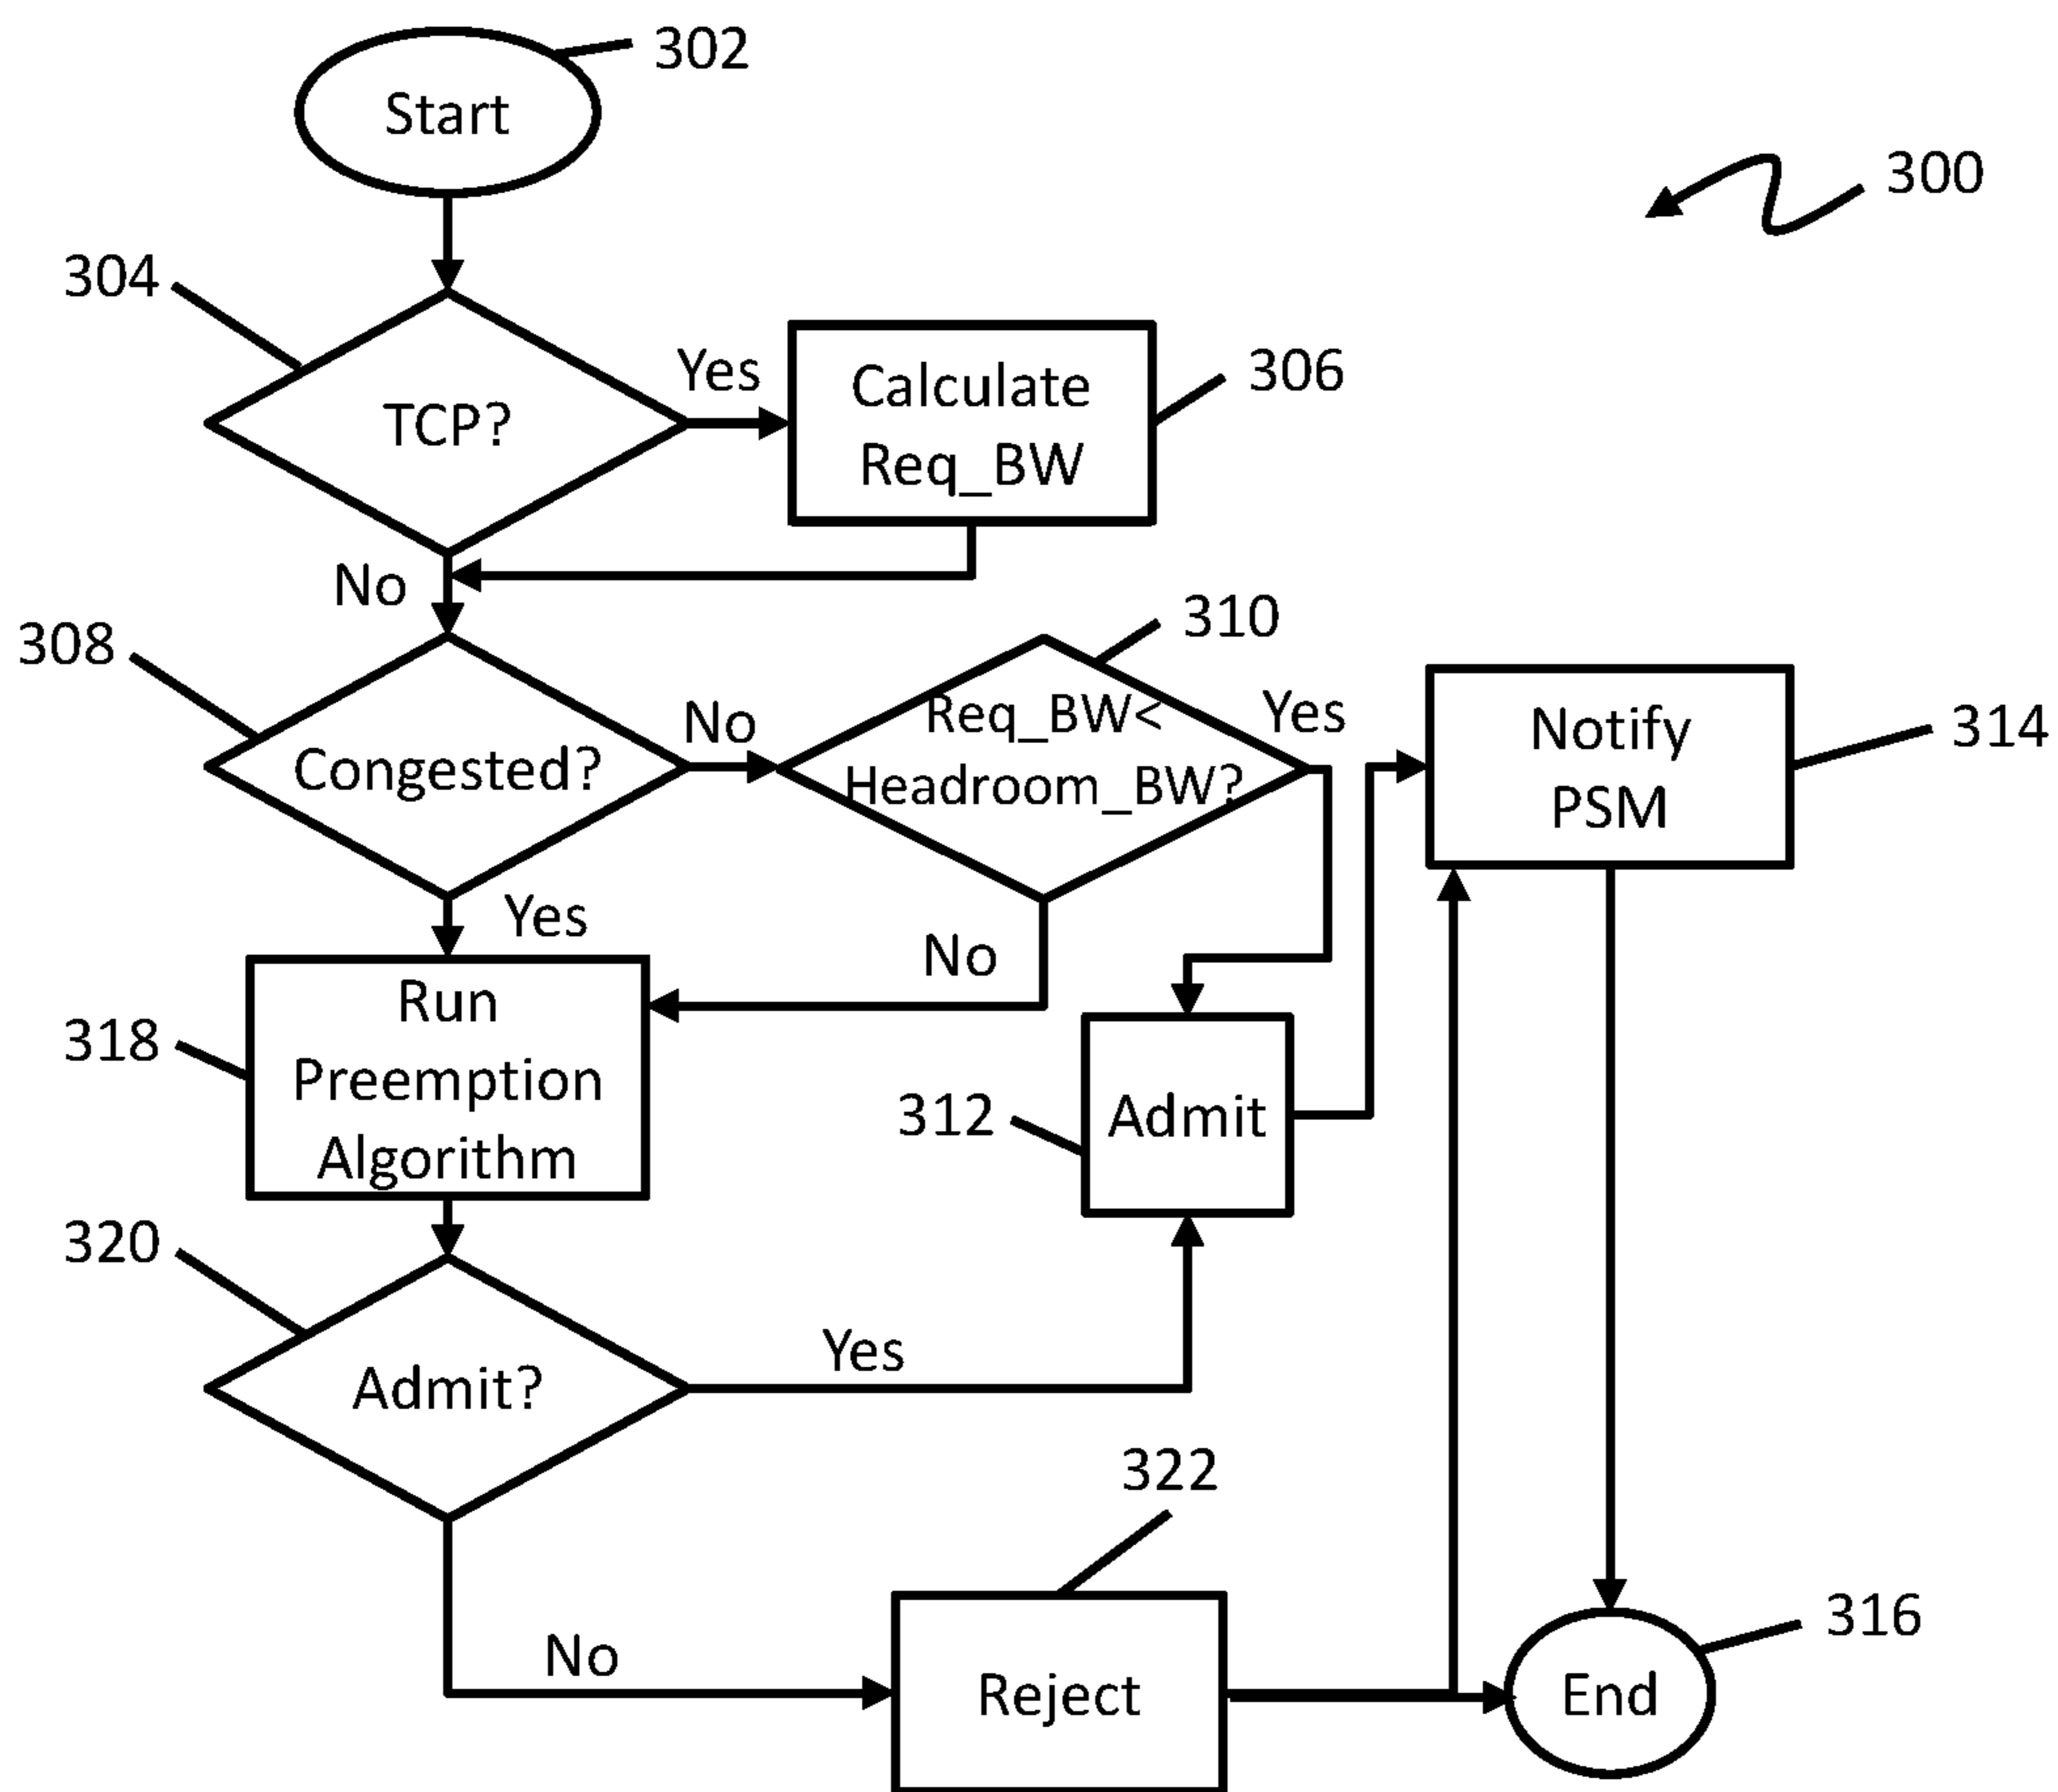 302
Start
300
304
TCP?
Yes
Calculate
Req_BW
306
No
308
Congested?
No
310
Req_BW<
Headroom_BW?
Yes
Notify
PSM
314
Yes
No
318
Run
Preemption
Algorithm
312
Admit
320
Admit?
Yes
322
No
Reject
316
End